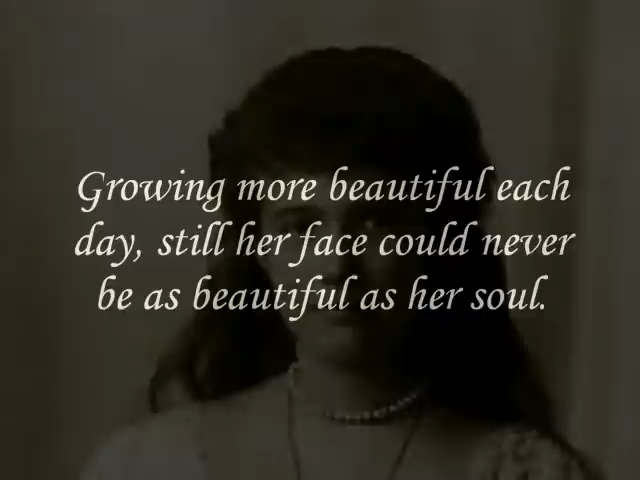 Growing more beautiful each
day, still her face could never
be as beautiful as her soul.